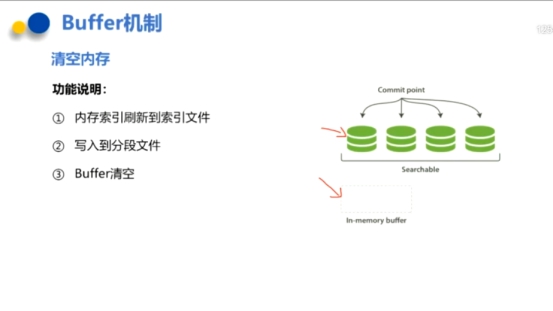 Buffer机制
清空内存
功能说明：
① 内存索引刷新到索引文件
② 写入到分段文件
③ Buffer清空
Commit point
Searchable
In-memory buffer